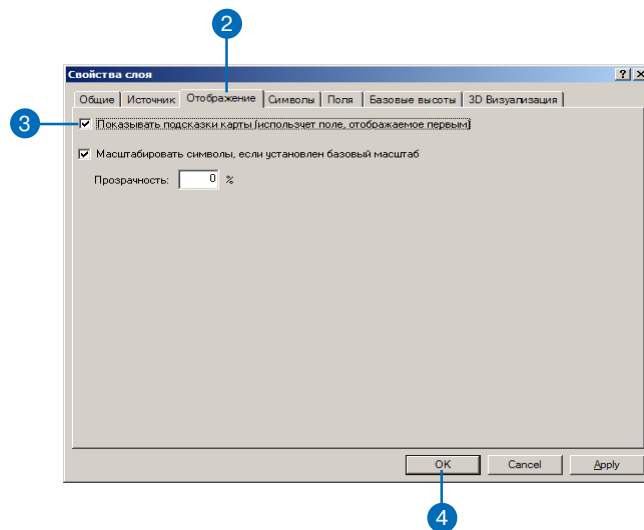 2
Свойства слоя
Общие Источник Отображение Символы Поля Базовые высоты 3D Визуализация
3
Показывать подсказки карты (использует поле, отображаемое первым)
Масштабировать символы, если установлен базовый масштаб
Прозрачность: 0 %
OK Cancel Apply
4